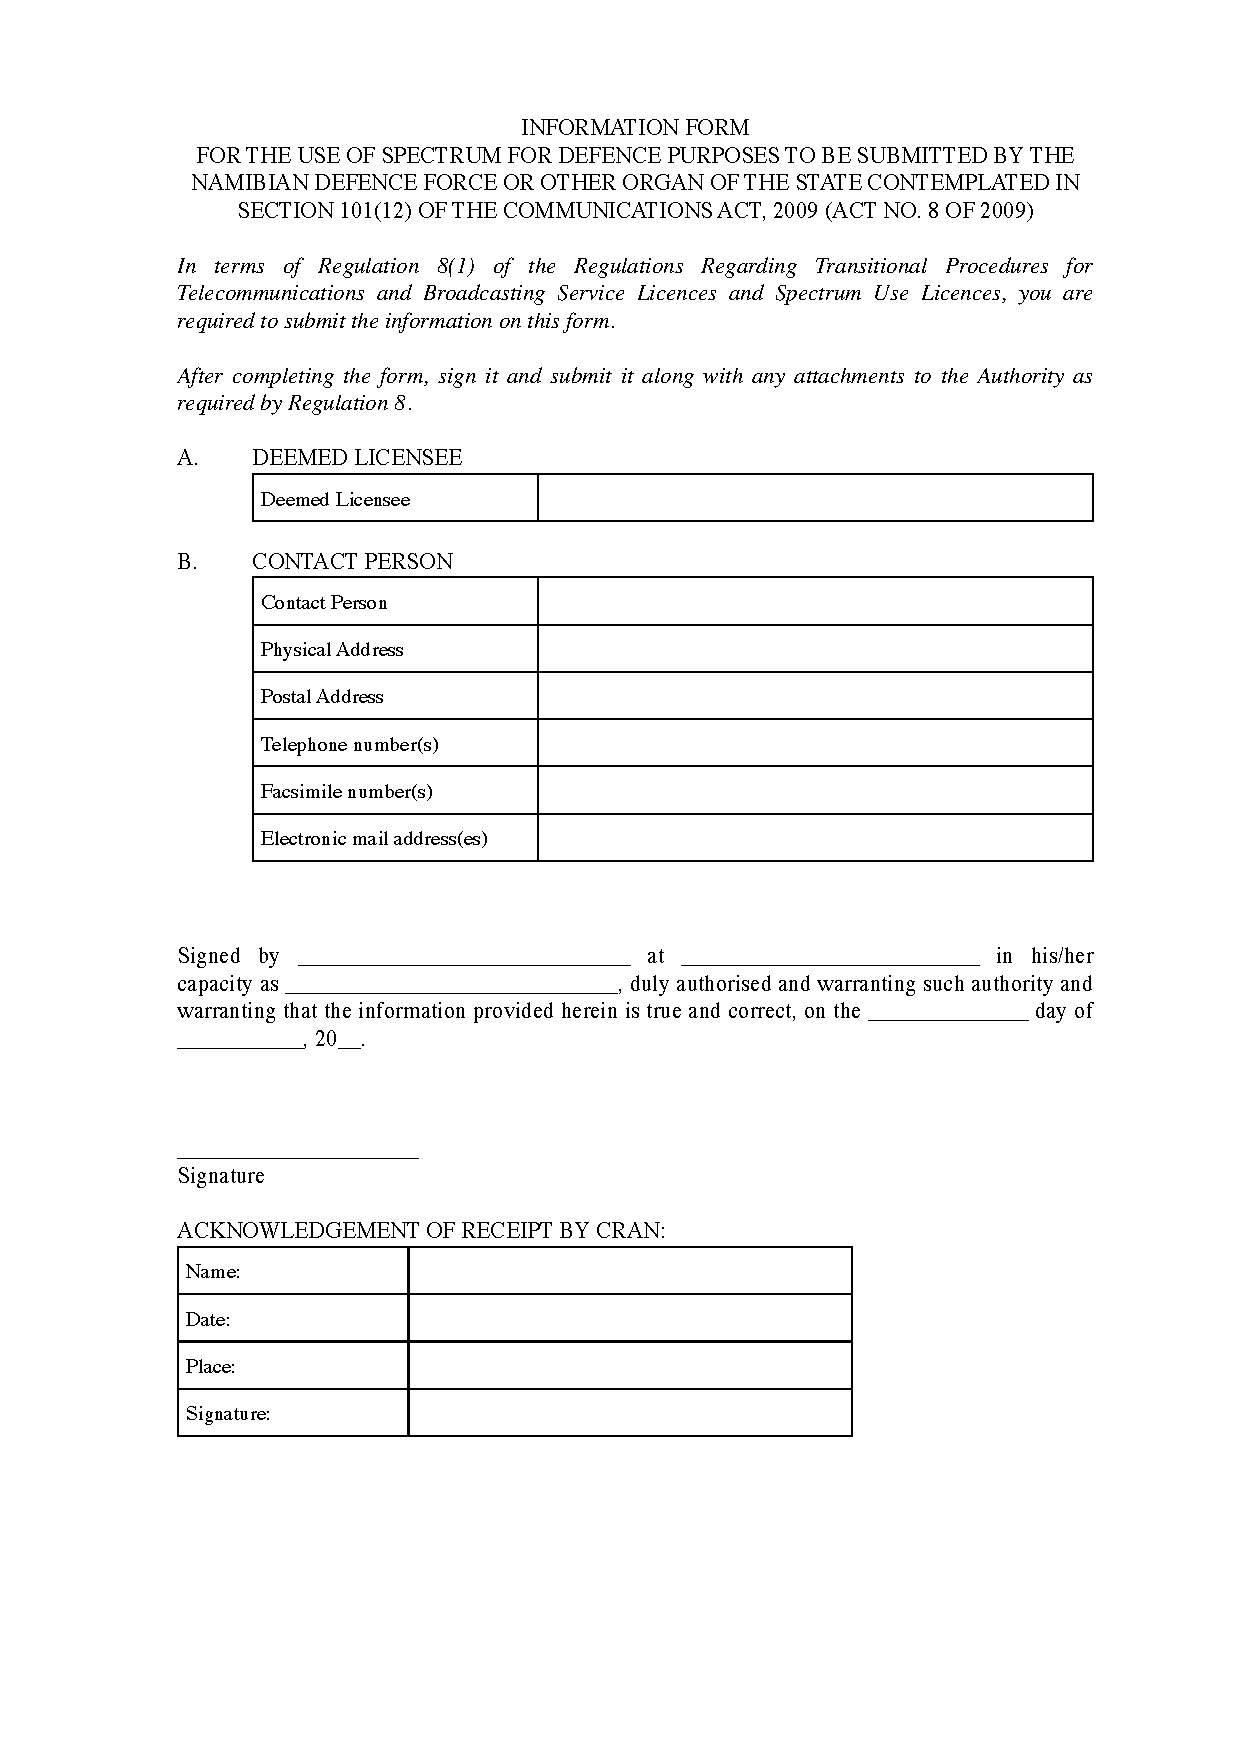 INFORMATION FORM
FOR THE USE OF SPECTRUM FOR DEFENCE PURPOSES TO BE SUBMITTED BY THE
NAMIBIAN DEFENCE FORCE OR OTHER ORGAN OF THE STATE CONTEMPLATED IN
SECTION 101(12) OF THE COMMUNICATIONS ACT, 2009 (ACT NO. 8 OF 2009)
In terms of Regulation 8(1) of the Regulations Regarding Transitional Procedures for
Telecommunications and Broadcasting Service Licences and Spectrum Use Licences, you are
required to submit the information on this form.
After completing the form, sign it and submit it along with any attachments to the Authority as
required by Regulation 8.
A. DEEMED LICENSEE
Deemed Licensee
B. CONTACT PERSON
Contact Person
Physical Address
Postal Address
Telephone number(s)
Facsimile number(s)
Electronic mail address(es)
Signed by _____________________________ at __________________________ in his/her
capacity as _____________________________, duly authorised and warranting such authority and
warranting that the information provided herein is true and correct, on the ______________ day of
___________, 20__.
_____________________
Signature
ACKNOWLEDGEMENT OF RECEIPT BY CRAN:
Name:
Date:
Place:
Signature: